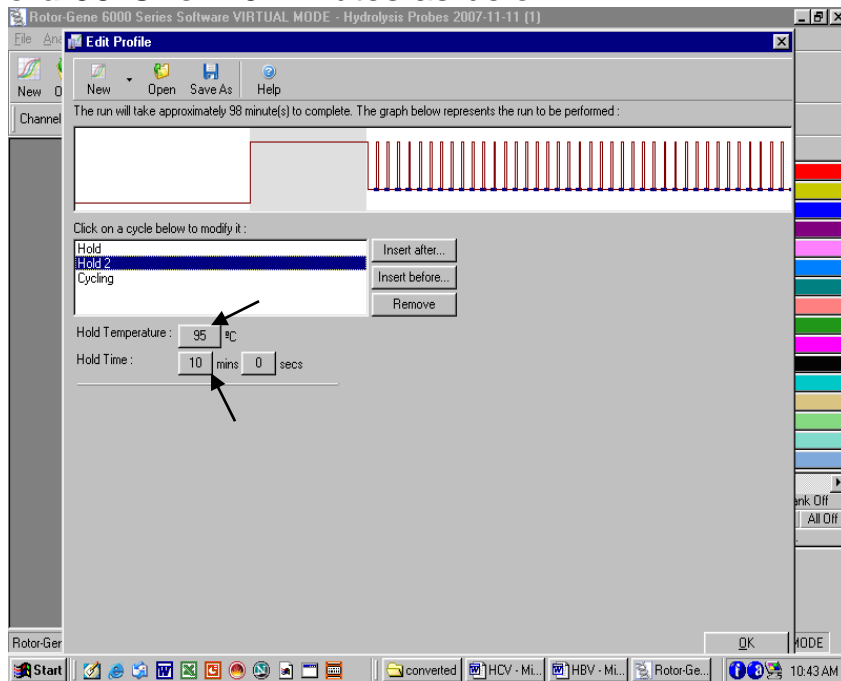 Rotor-Gene 6000 Series Software VIRTUAL MODE - Hydrolysis Probes 2007-11-11 (1)
File
Edit Profile
New
New
Open
Save As
Help
Channel
The run will take approximately 98 minute(s) to complete. The graph below represents the run to be performed :
Click on a cycle below to modify it :
Hold
Hold 2
Cycling
Insert after...
Insert before...
Remove
Hold Temperature : 95 ºC
Hold Time : 10 mins 0 secs
All Off
OK
Rotor-Ger
MODE
Start
converted
HCV - Mi...
HBV - Mi...
Rotor-Ge...
10:43 AM